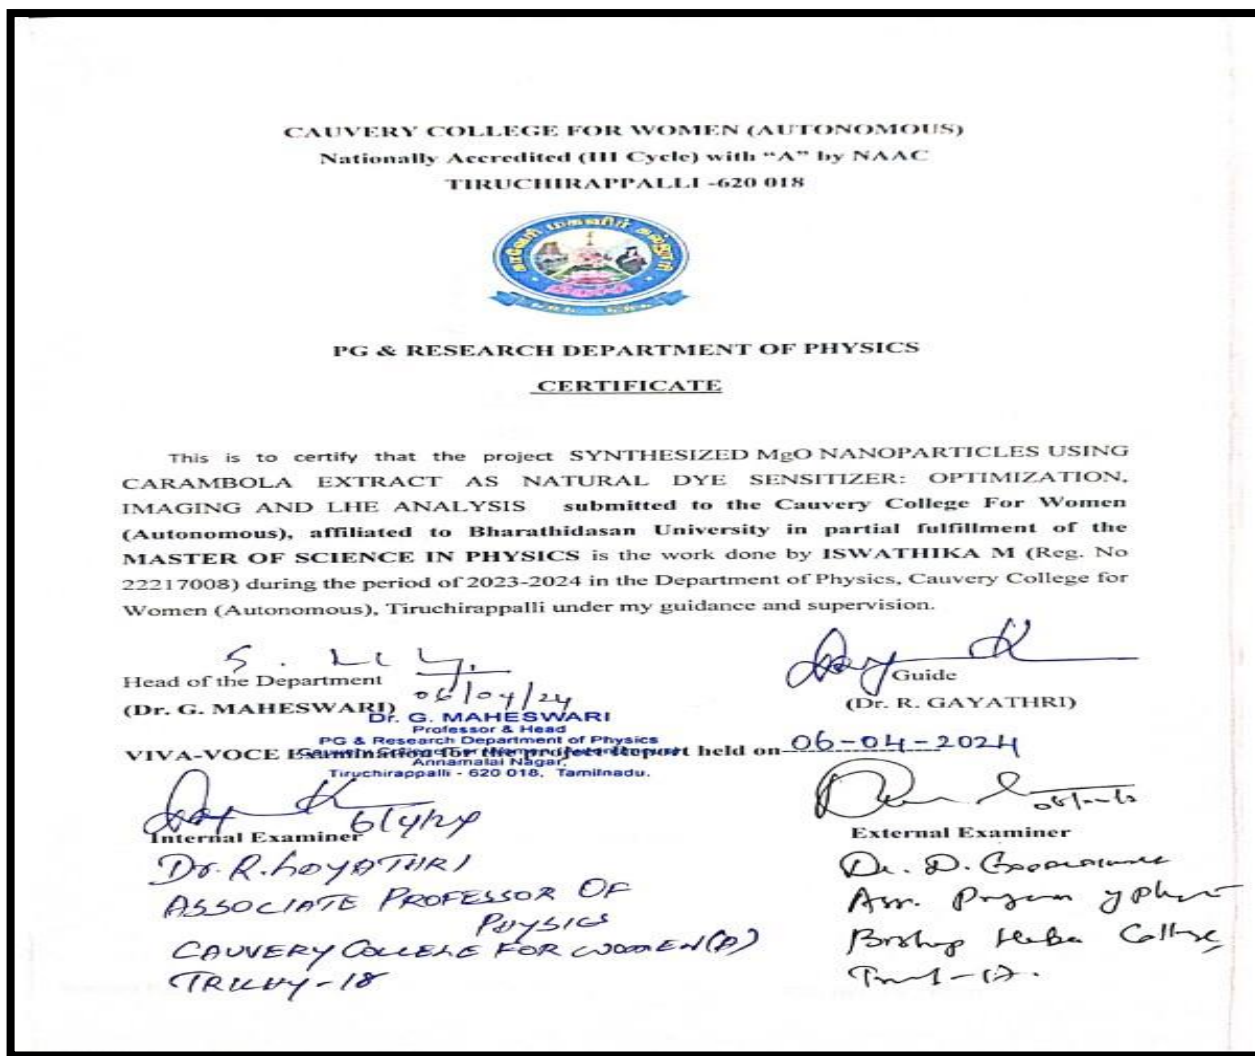 CAUVERY COLLEGE FOR WOMEN (AUTONOMOUS)
Nationally Accredited (III Cycle) with “A” by NAAC
TIRUCHIRAPPALLI -620 018
காவேரி மகளிர் கல்லூரி
PG & RESEARCH DEPARTMENT OF PHYSICS
CERTIFICATE
This is to certify that the project SYNTHESIZED MgO NANOPARTICLES USING
CARAMBOLA EXTRACT AS NATURAL DYE SENSITIZER: OPTIMIZATION,
IMAGING AND LHE ANALYSIS submitted to the Cauvery College For Women
(Autonomous), affiliated to Bharathidasan University in partial fulfillment of the
MASTER OF SCIENCE IN PHYSICS is the work done by ISWATHIKA M (Reg. No
22217008) during the period of 2023-2024 in the Department of Physics, Cauvery College for
Women (Autonomous), Tiruchirappalli under my guidance and supervision.
Head of the Department
06/04/24
Guide
(Dr. G. MAHESWARI)
(Dr. R. GAYATHRI)
Dr. G. MAHESWARI
Professor & Head
PG & Research Department of Physics
VIVA-VOCE Examination for the project Report held on 06-04-2024
Annamalai Nagar,
Tiruchirappalli - 620 018, Tamilnadu.
6/4/24
Internal Examiner
External Examiner
Dr. R. GAYATHRI
Dr. D.
ASSOCIATE PROFESSOR OF
PHYSICS
CAUVERY COLLEGE FOR WOMEN(A)
Bishop Heber College
TRICHY-18